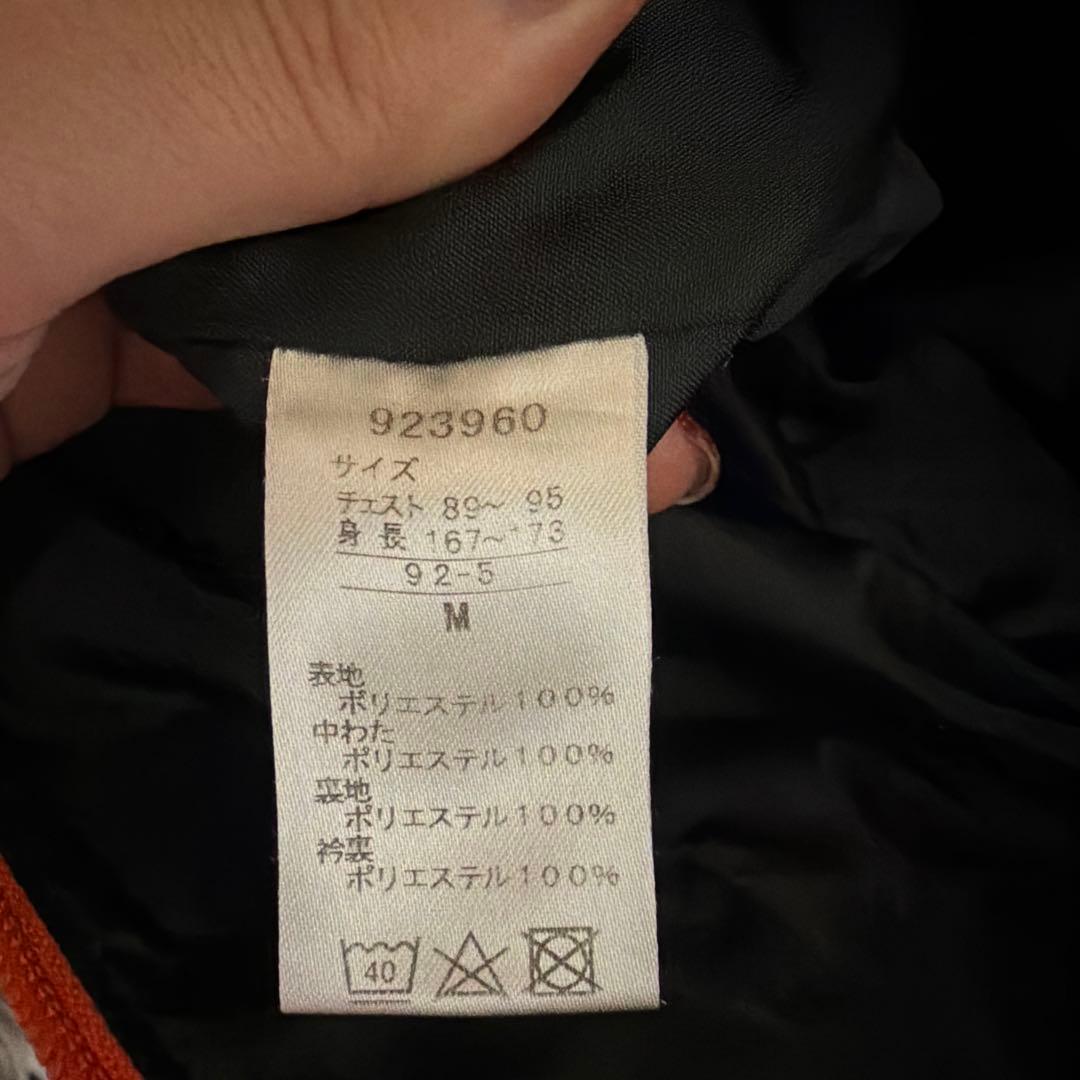 923960
サイズ
チェスト 89～ 95
身 長 167～173
92-5
M
表地
ポリエステル100%
中わた
ポリエステル100%
裏地
ポリエステル100%
衿裏
ポリエステル100%
40